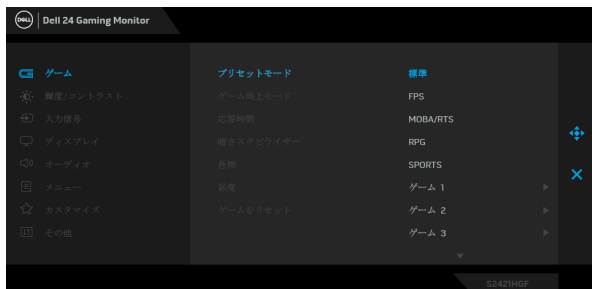 DELL Dell 24 Gaming Monitor
ゲーム プリセットモード 標準
輝度/コントラスト ゲーム向上モード FPS
入力信号 応答時間 MOBA/RTS
ディスプレイ 暗さスタビライザー RPG
オーディオ 色相 SPORTS
メニュー 彩度 ゲーム 1
カスタマイズ ゲームをリセット ゲーム 2
その他 ゲーム 3
S2421HGF